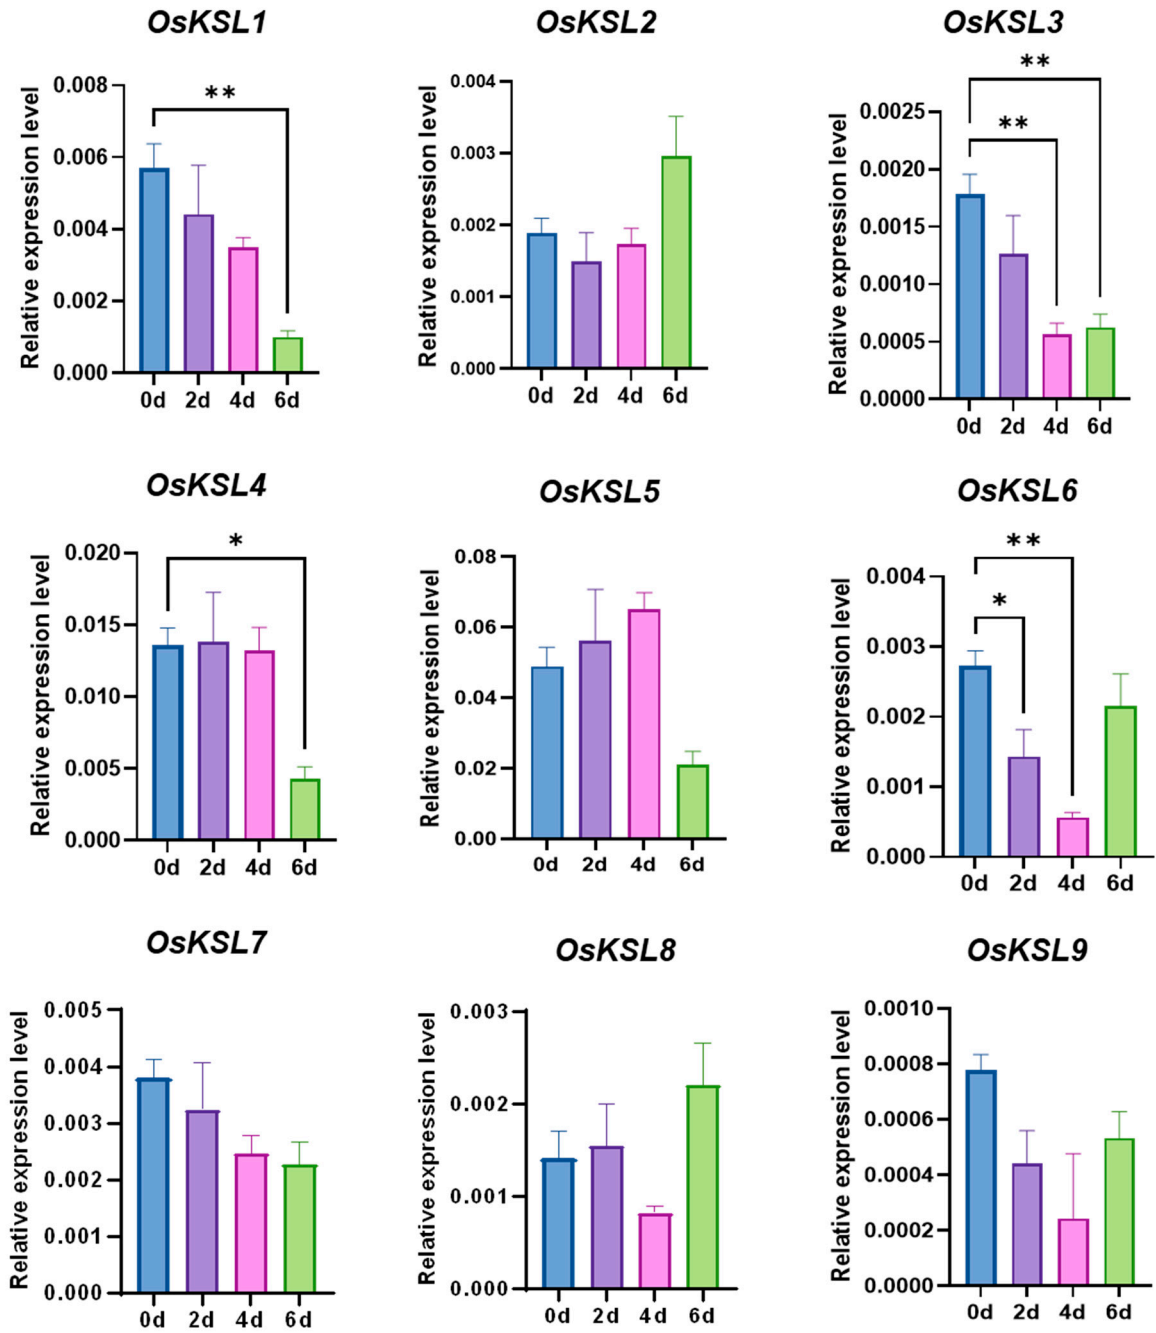 OsKSL1
**
Relative expression level
0.008
0.006
0.004
0.002
0.000
0d 2d 4d 6d
OsKSL2
Relative expression level
0.004
0.003
0.002
0.001
0.000
0d 2d 4d 6d
OsKSL3
**
**
Relative expression level
0.0025
0.0020
0.0015
0.0010
0.0005
0.0000
0d 2d 4d 6d
OsKSL4
*
Relative expression level
0.020
0.015
0.010
0.005
0.000
0d 2d 4d 6d
OsKSL5
Relative expression level
0.08
0.06
0.04
0.02
0.00
0d 2d 4d 6d
OsKSL6
**
*
Relative expression level
0.004
0.003
0.002
0.001
0.000
0d 2d 4d 6d
OsKSL7
Relative expression level
0.005
0.004
0.003
0.002
0.001
0.000
0d 2d 4d 6d
OsKSL8
Relative expression level
0.003
0.002
0.001
0.000
0d 2d 4d 6d
OsKSL9
Relative expression level
0.0010
0.0008
0.0006
0.0004
0.0002
0.0000
0d 2d 4d 6d